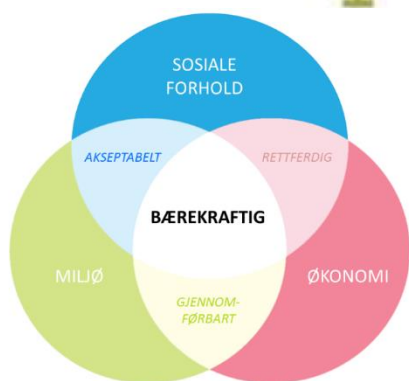 SOSIALE
FORHOLD
AKSEPTABELT
RETTFERDIG
BÆREKRAFTIG
MILJØ
ØKONOMI
GJENNOM-
FØRBART